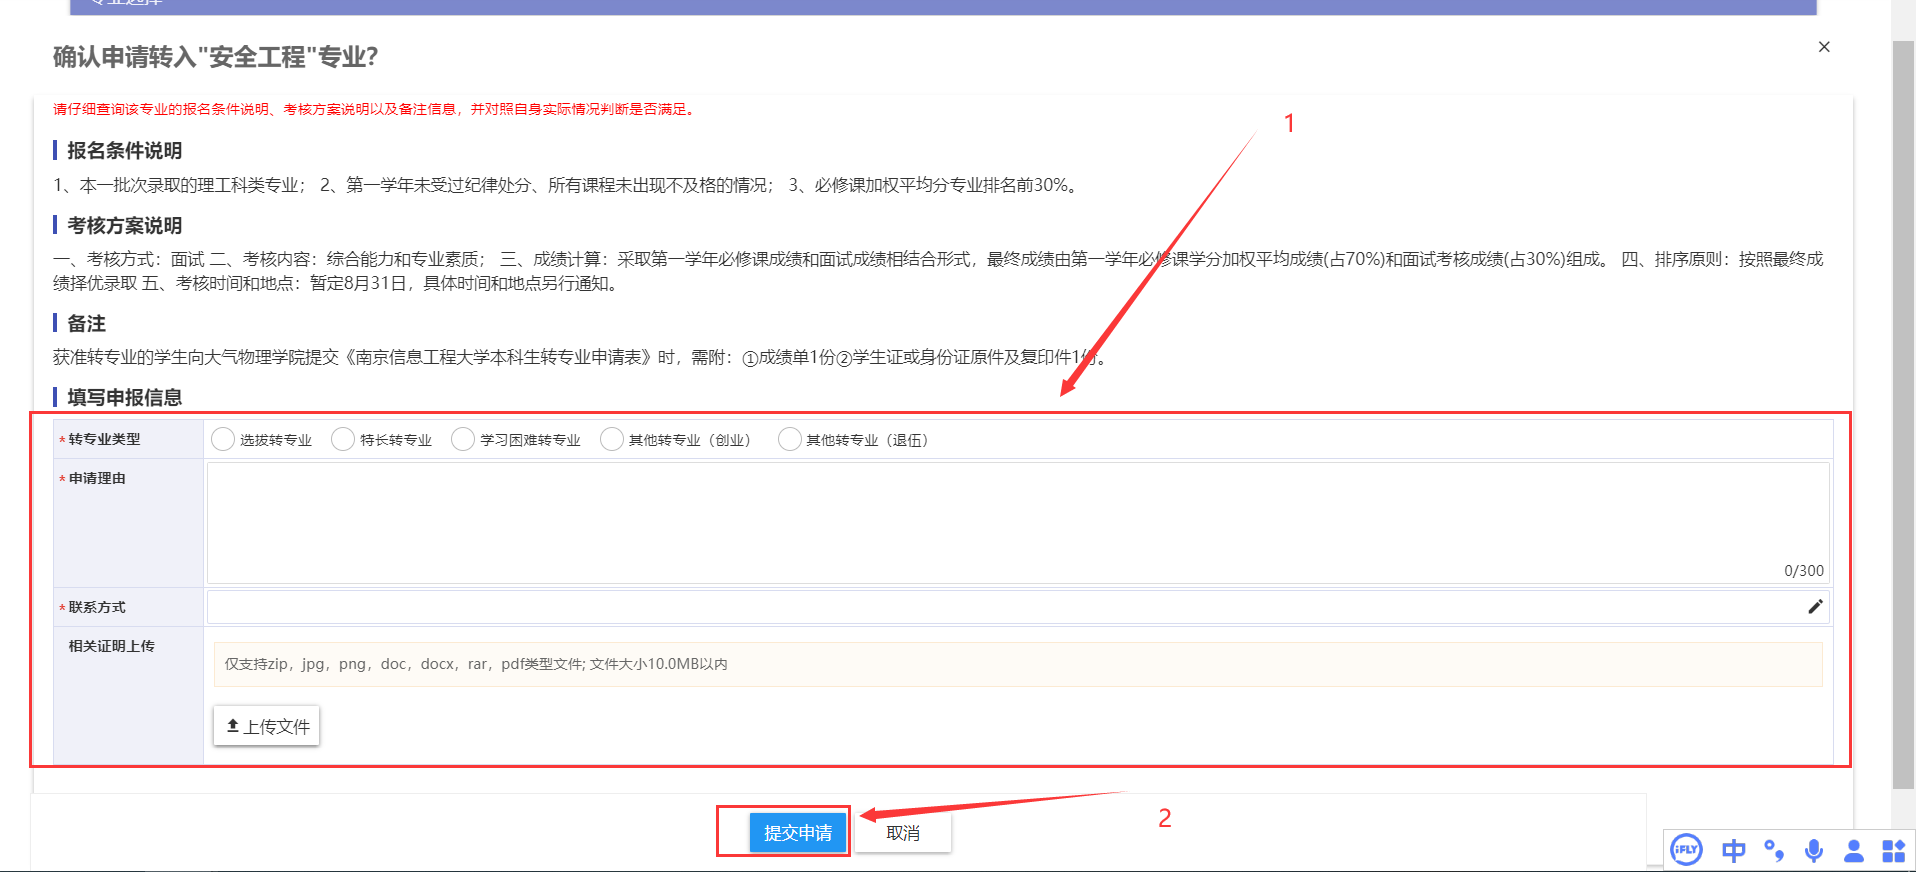 专业选择
确认申请转入"安全工程"专业？
请仔细查询该专业的报名条件说明、考核方案说明以及备注信息，并对照自身实际情况判断是否满足。
1
报名条件说明
1、本一批次录取的理工科类专业； 2、第一学年未受过纪律处分、所有课程未出现不及格的情况； 3、必修课加权平均分专业排名前30%。
考核方案说明
一、考核方式：面试 二、考核内容：综合能力和专业素质； 三、成绩计算：采取第一学年必修课成绩和面试成绩相结合形式，最终成绩由第一学年必修课学分加权平均成绩(占70%)和面试考核成绩(占30%)组成。 四、排序原则：按照最终成
绩择优录取 五、考核时间和地点：暂定8月31日，具体时间和地点另行通知。
备注
获准转专业的学生向大气物理学院提交《南京信息工程大学本科生转专业申请表》时，需附：①成绩单1份②学生证或身份证原件及复印件1份。
填写申报信息
* 转专业类型 选拔转专业 特长转专业 学习困难转专业 其他转专业（创业） 其他转专业（退伍）
* 申请理由
0/300
* 联系方式
相关证明上传
仅支持zip，jpg，png，doc，docx，rar，pdf类型文件; 文件大小10.0MB以内
上传文件
2
提交申请 取消
iFLY 中